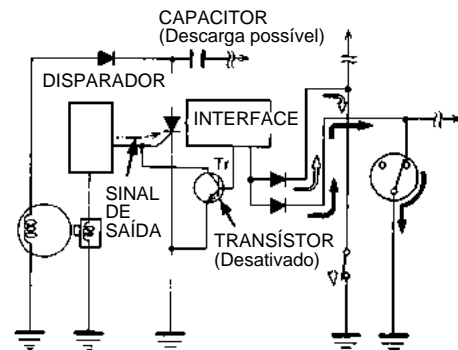 CAPACITOR
(Descarga possível)
DISPARADOR
INTERFACE
Tr
SINAL
DE
SAÍDA
TRANSÍSTOR
(Desativado)